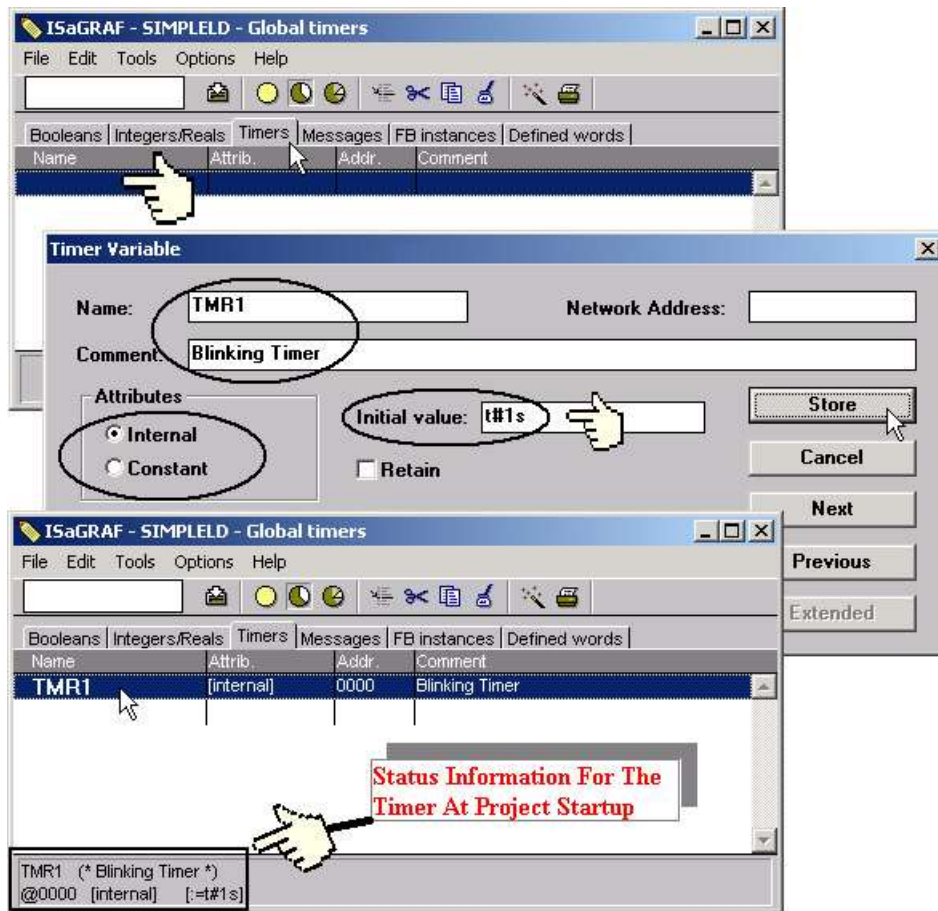 ISaGRAF - SIMPLELD - Global timers
File Edit Tools Options Help
Booleans Integers/Reals Timers Messages FB instances Defined words
Name Attrib. Addr. Comment
Timer Variable
Name: TMR1 Network Address:
Comment: Blinking Timer
Attributes
Internal
Constant
Initial value: t#1s
Retain
Store
Cancel
Next
Previous
Extended
ISaGRAF - SIMPLELD - Global timers
File Edit Tools Options Help
Booleans Integers/Reals Timers Messages FB instances Defined words
Name Attrib. Addr. Comment
TMR1 [internal] 0000 Blinking Timer
Status Information For The
Timer At Project Startup
TMR1 (* Blinking Timer *)
@0000 [internal] [:=t#1s]